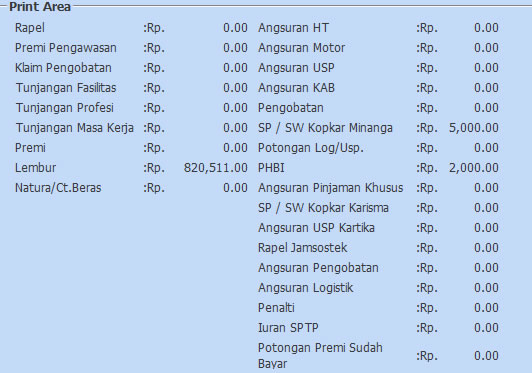 Print Area
Rapel :Rp. 0.00 Angsuran HT :Rp. 0.00
Premi Pengawasan :Rp. 0.00 Angsuran Motor :Rp. 0.00
Klaim Pengobatan :Rp. 0.00 Angsuran USP :Rp. 0.00
Tunjangan Fasilitas :Rp. 0.00 Angsuran KAB :Rp. 0.00
Tunjangan Profesi :Rp. 0.00 Pengobatan :Rp. 0.00
Tunjangan Masa Kerja :Rp. 0.00 SP / SW Kopkar Minanga :Rp. 5,000.00
Premi :Rp. 0.00 Potongan Log/Usp. :Rp. 0.00
Lembur :Rp. 820,511.00 PHBI :Rp. 2,000.00
Natura/Ct.Beras :Rp. 0.00 Angsuran Pinjaman Khusus :Rp. 0.00
SP / SW Kopkar Karisma :Rp. 0.00
Angsuran USP Kartika :Rp. 0.00
Rapel Jamsostek :Rp. 0.00
Angsuran Pengobatan :Rp. 0.00
Angsuran Logistik :Rp. 0.00
Penalti :Rp. 0.00
Iuran SPTP :Rp. 0.00
Potongan Premi Sudah
Bayar :Rp. 0.00